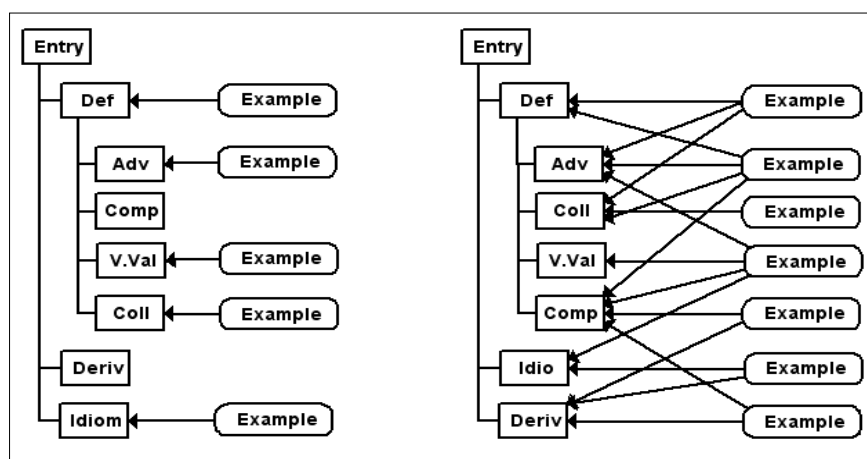 Entry
Def
Example
Adv
Example
Comp
V.Val
Example
Coll
Example
Deriv
Idiom
Example
Entry
Def
Example
Adv
Example
Coll
Example
V.Val
Example
Comp
Example
Idio
Example
Deriv
Example